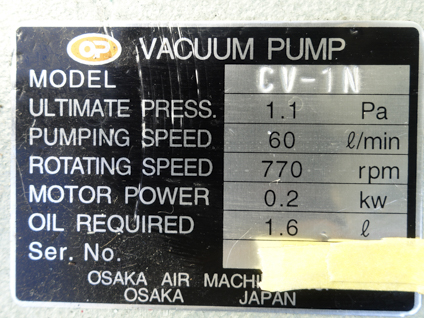 OP VACUUM PUMP
MODEL CV-1N
ULTIMATE PRESS. 1.1 Pa
PUMPING SPEED 60 ℓ/min
ROTATING SPEED 770 rpm
MOTOR POWER 0.2 kw
OIL REQUIRED 1.6 ℓ
Ser. No.
OSAKA AIR
OSAKA JAPAN